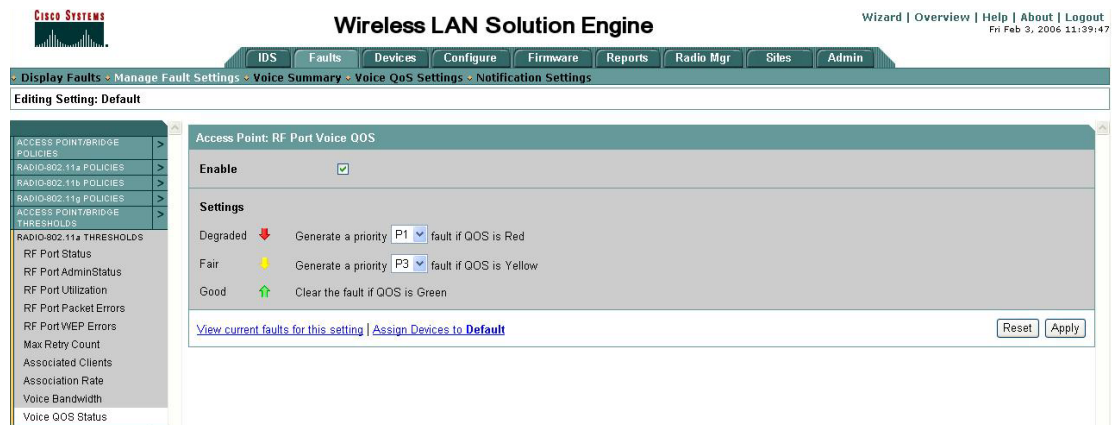 CISCO SYSTEMS
Wireless LAN Solution Engine
Wizard | Overview | Help | About | Logout
Fri Feb 3, 2006 11:39:47
IDS Faults Devices Configure Firmware Reports Radio Mgr Sites Admin
Display Faults Manage Fault Settings Voice Summary Voice QoS Settings Notification Settings
Editing Setting: Default
ACCESS POINT/BRIDGE POLICIES >
RADIO-802.11a POLICIES >
RADIO-802.11b POLICIES >
RADIO-802.11g POLICIES >
ACCESS POINT/BRIDGE THRESHOLDS >
RADIO-802.11a THRESHOLDS
RF Port Status
RF Port AdminStatus
RF Port Utilization
RF Port Packet Errors
RF Port WEP Errors
Max Retry Count
Associated Clients
Association Rate
Voice Bandwidth
Voice QOS Status
Access Point: RF Port Voice QOS
Enable
Settings
Degraded Generate a priority P1 fault if QOS is Red
Fair Generate a priority P3 fault if QOS is Yellow
Good Clear the fault if QOS is Green
View current faults for this setting | Assign Devices to Default
Reset Apply